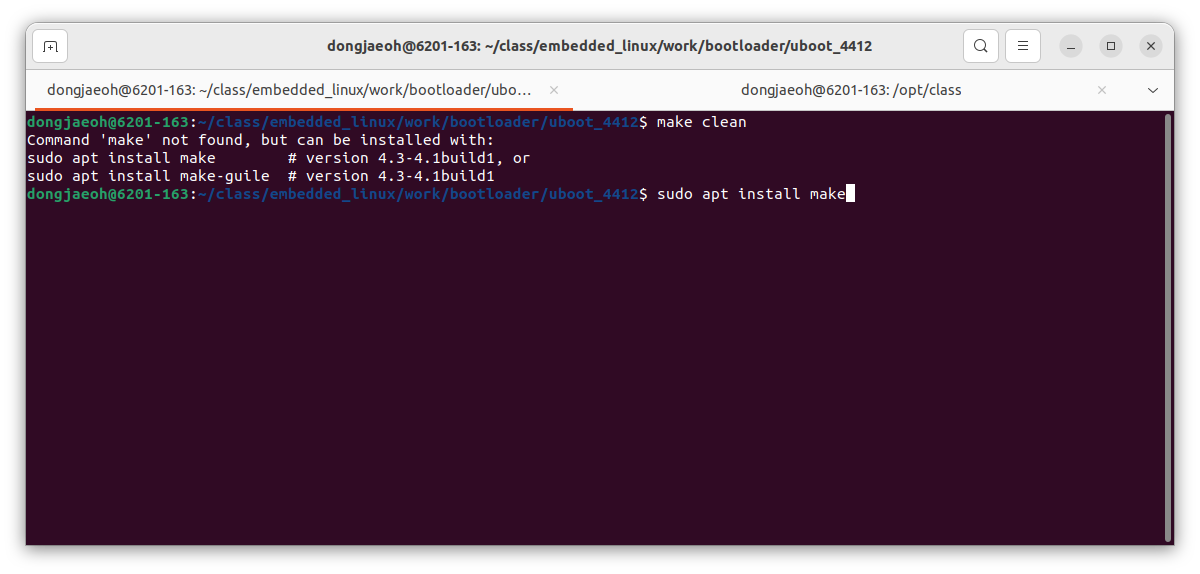 dongjaeoh@6201-163: ~/class/embedded_linux/work/bootloader/uboot_4412
dongjaeoh@6201-163: ~/class/embedded_linux/work/bootloader/ubo…
dongjaeoh@6201-163: /opt/class
dongjaeoh@6201-163:~/class/embedded_linux/work/bootloader/uboot_4412$ make clean
Command 'make' not found, but can be installed with:
sudo apt install make        # version 4.3-4.1build1, or
sudo apt install make-guile  # version 4.3-4.1build1
dongjaeoh@6201-163:~/class/embedded_linux/work/bootloader/uboot_4412$ sudo apt install make